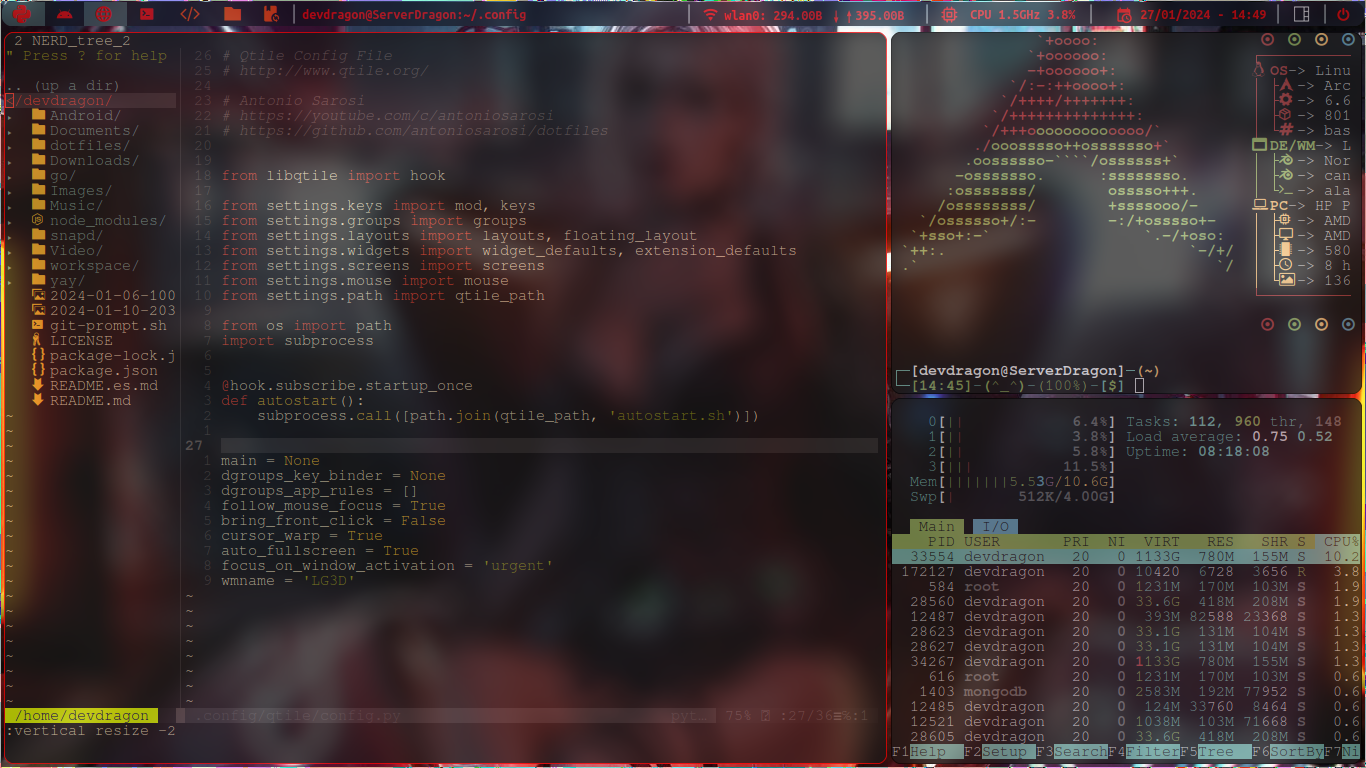 devdragon@ServerDragon:~/.config
wlan0: 294.00B ↓↑395.00B
CPU 1.5GHz 3.8%
27/01/2024 - 14:49
2 NERD_tree_2
" Press ? for help
.. (up a dir)
</devdragon/
Android/
Documents/
dotfiles/
Downloads/
go/
Images/
Music/
node_modules/
snapd/
Video/
workspace/
yay/
2024-01-06-100
2024-01-10-203
git-prompt.sh
LICENSE
package-lock.j
package.json
README.es.md
README.md
/home/devdragon
:vertical resize -2
26 # Qtile Config File
25 # http://www.qtile.org/
24
23 # Antonio Sarosi
22 # https://youtube.com/c/antoniosarosi
21 # https://github.com/antoniosarosi/dotfiles
20
19
18 from libqtile import hook
17
16 from settings.keys import mod, keys
15 from settings.groups import groups
14 from settings.layouts import layouts, floating_layout
13 from settings.widgets import widget_defaults, extension_defaults
12 from settings.screens import screens
11 from settings.mouse import mouse
10 from settings.path import qtile_path
9
8 from os import path
7 import subprocess
6
5
4 @hook.subscribe.startup_once
3 def autostart():
2 subprocess.call([path.join(qtile_path, 'autostart.sh')])
1
27
1 main = None
2 dgroups_key_binder = None
3 dgroups_app_rules = []
4 follow_mouse_focus = True
5 bring_front_click = False
6 cursor_warp = True
7 auto_fullscreen = True
8 focus_on_window_activation = 'urgent'
9 wmname = 'LG3D'
.config/qtile/config.py pyt… 75% :27/36≡%:1
OS-> Linu
-> Arc
-> 6.6
-> 801
-> bas
DE/WM-> L
-> Nor
-> can
-> ala
PC-> HP P
-> AMD
-> AMD
-> 580
-> 8 h
-> 136
[devdragon@ServerDragon]-(~)
[14:45]-(^_^)-(100%)-[$]
0[|| 6.4%] Tasks: 112, 960 thr, 148
1[|| 3.8%] Load average: 0.75 0.52
2[|| 5.8%] Uptime: 08:18:08
3[||| 11.5%]
Mem[|||||||5.53G/10.6G]
Swp[| 512K/4.00G]
Main I/O
PID USER PRI NI VIRT RES SHR S CPU%
33554 devdragon 20 0 1133G 780M 155M S 10.2
172127 devdragon 20 0 10420 6728 3656 R 3.8
584 root 20 0 1231M 170M 103M S 1.9
28560 devdragon 20 0 33.6G 418M 208M S 1.9
12487 devdragon 20 0 393M 82588 23368 S 1.3
28623 devdragon 20 0 33.1G 131M 104M S 1.3
28627 devdragon 20 0 33.1G 131M 104M S 1.3
34267 devdragon 20 0 1133G 780M 155M S 1.3
616 root 20 0 1231M 170M 103M S 0.6
1403 mongodb 20 0 2583M 192M 77952 S 0.6
12485 devdragon 20 0 124M 33760 8464 S 0.6
12521 devdragon 20 0 1038M 103M 71668 S 0.6
28605 devdragon 20 0 33.6G 418M 208M S 0.6
F1Help F2Setup F3SearchF4FilterF5Tree F6SortByF7Ni